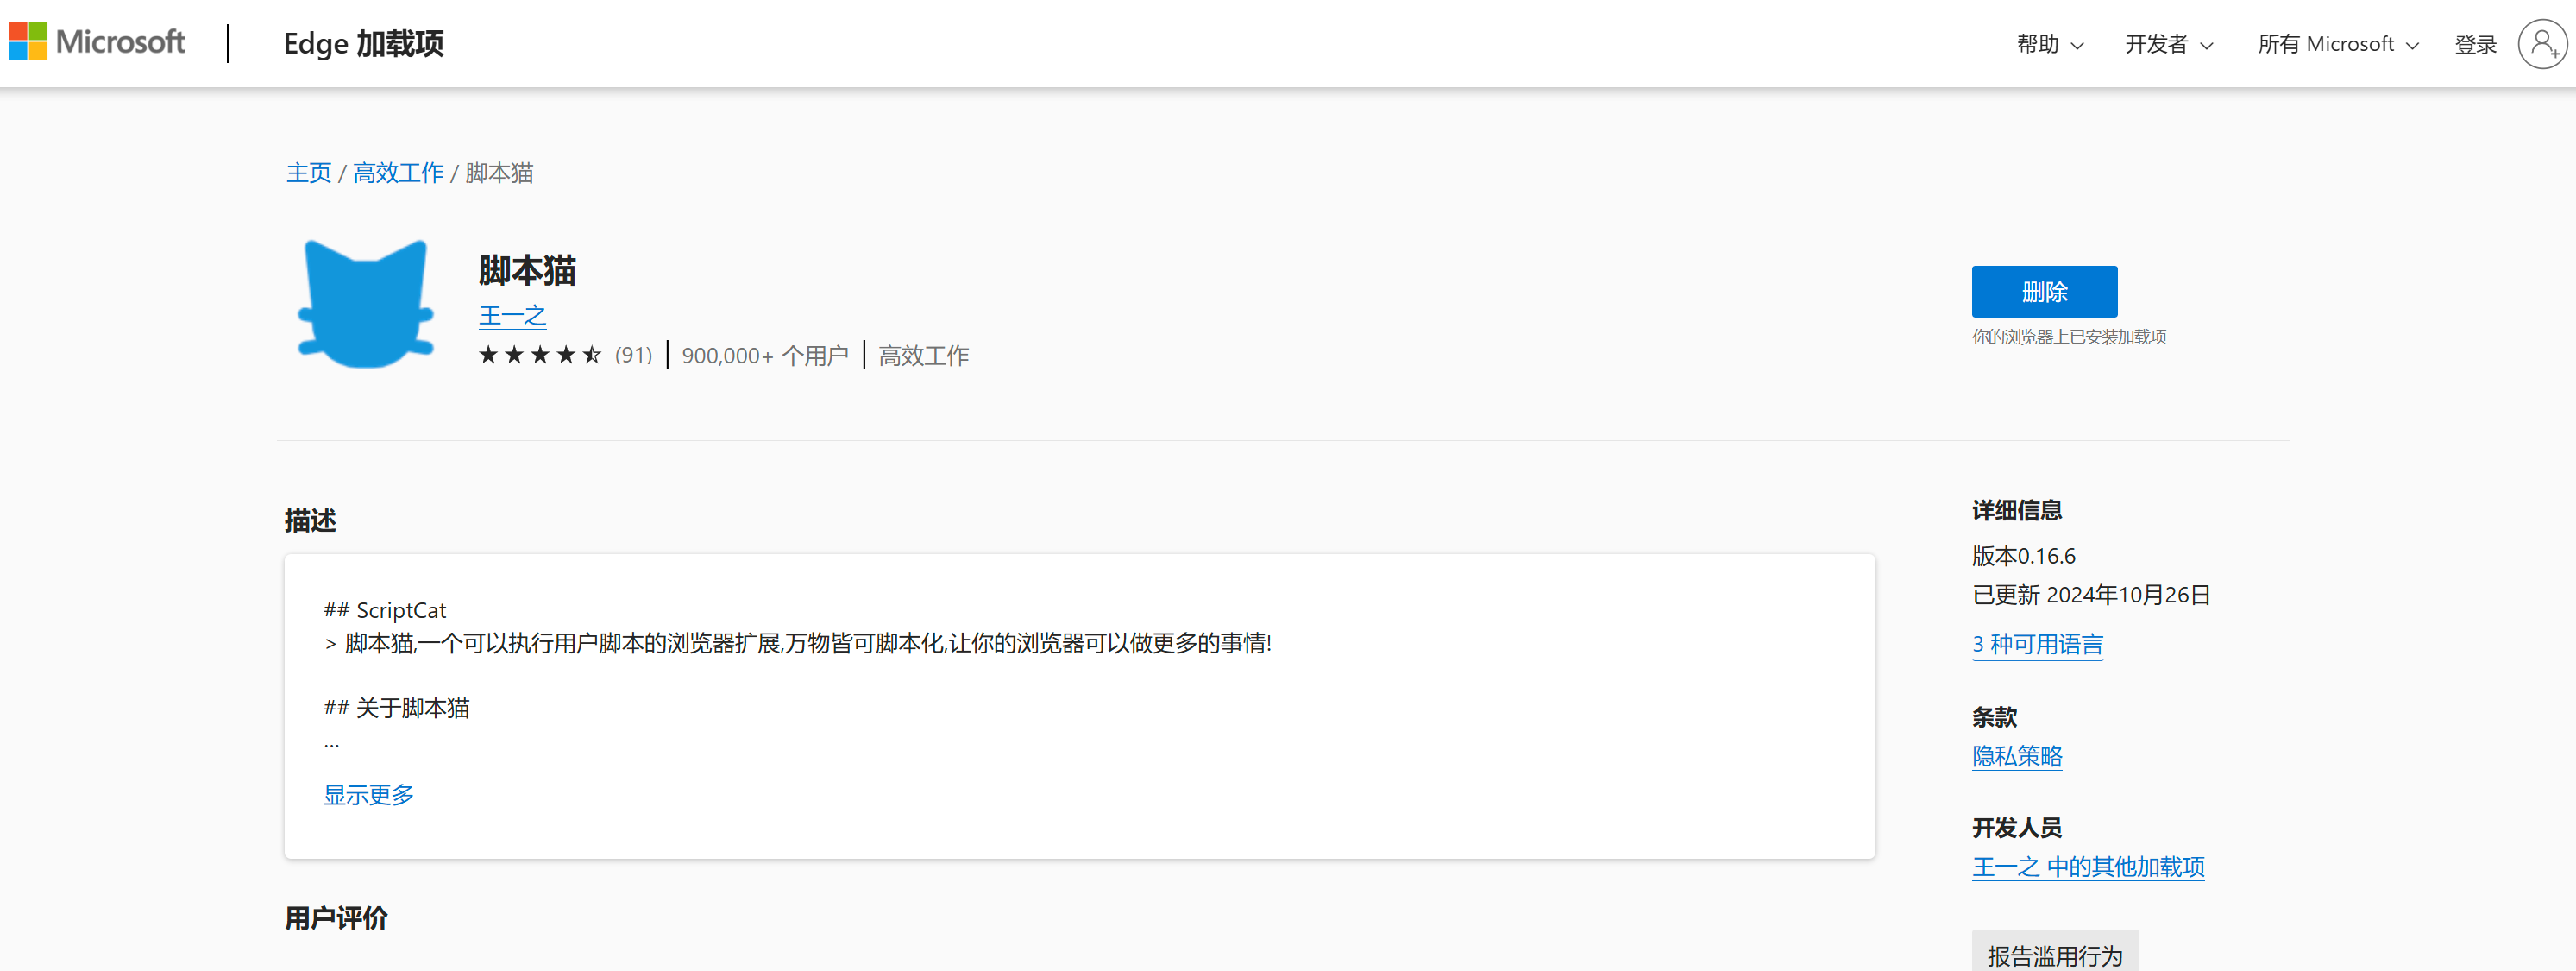 Microsoft
Edge 加载项
帮助
开发者
所有 Microsoft
登录
主页 / 高效工作 / 脚本猫
脚本猫
王一之
(91)
900,000+ 个用户
高效工作
删除
你的浏览器上已安装加载项
描述
## ScriptCat
> 脚本猫,一个可以执行用户脚本的浏览器扩展,万物皆可脚本化,让你的浏览器可以做更多的事情!
## 关于脚本猫
...
显示更多
用户评价
详细信息
版本0.16.6
已更新 2024年10月26日
3 种可用语言
条款
隐私策略
开发人员
王一之 中的其他加载项
报告滥用行为